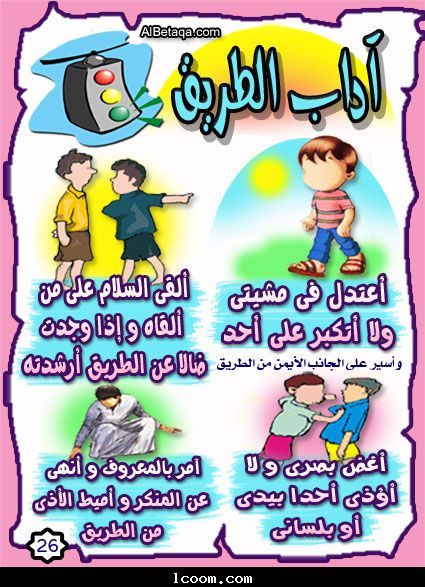 AlBetaqa.com
آداب الطريق
أعتدل فى مشيتى
ولا أتكبر على أحد
وأسير على الجانب الأيمن من الطريق
ألقى السلام على من
ألقاه و إذا وجدت
ضالا عن الطريق أرشدته
أغض بصرى و لا
أؤذى أحدا بيدى
أو بلسانى
آمر بالمعروف و أنهى
عن المنكر و أميط الأذى
من الطريق
26
1coom.com